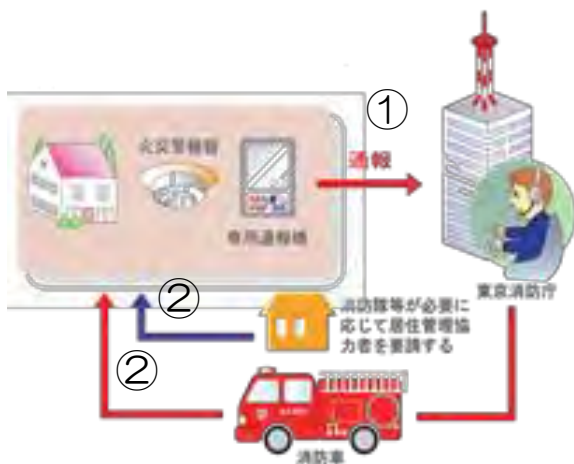 ①
火災警報器
通報
専用通報機
東京消防庁
②
消防隊等が必要に
応じて居住管理協
力者を要請する
②
消防車